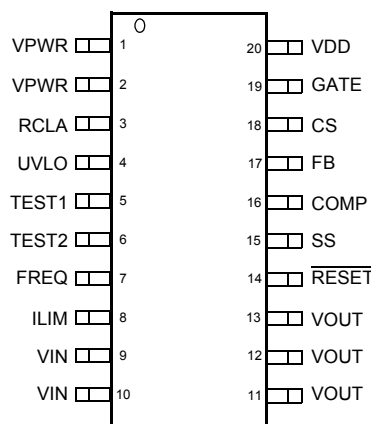 VPWR 1 20 VDD
VPWR 2 19 GATE
RCLA 3 18 CS
UVLO 4 17 FB
TEST1 5 16 COMP
TEST2 6 15 SS
FREQ 7 14 RESET
ILIM 8 13 VOUT
VIN 9 12 VOUT
VIN 10 11 VOUT